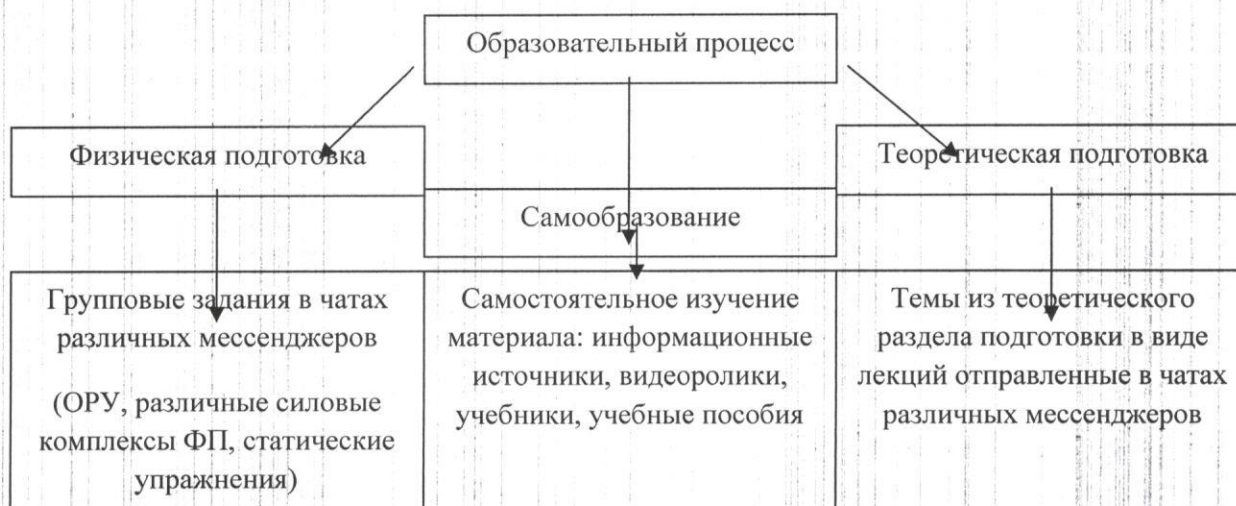 Образовательный процесс
Физическая подготовка
Теоретическая подготовка
Самообразование
Групповые задания в чатах
различных мессенджеров
(ОРУ, различные силовые
комплексы ФП, статические
упражнения)
Самостоятельное изучение
материала: информационные
источники, видеоролики,
учебники, учебные пособия
Темы из теоретического
раздела подготовки в виде
лекций отправленные в чатах
различных мессенджеров